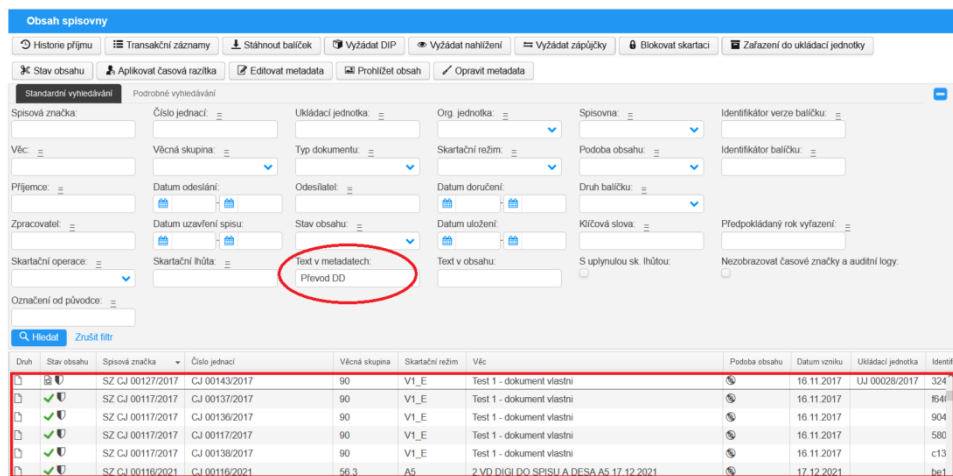 Obsah spisovny
Historie příjmu Transakční záznamy Stáhnout balíček Vyžádat DIP Vyžádat nahlížení Vyžádat zápůjčky Blokovat skartaci Zařazení do ukládací jednotky
Stav obsahu Aplikovat časová razítka Editovat metadata Prohlížet obsah Opravit metadata
Standardní vyhledávání Podrobné vyhledávání
Spisová značka: Číslo jednací: = Ukládací jednotka: = Org. jednotka: = Spisovna: = Identifikátor verze balíčku: =
Věc: = Věcná skupina: = Typ dokumentu: = Skartační režim: = Podoba obsahu: = Identifikátor balíčku: =
Příjemce: = Datum odeslání: Odesílatel: = Datum doručení: Druh balíčku: =
- -
Zpracovatel: = Datum uzavření spisu: Stav obsahu: = Datum uložení: Klíčová slova: = Předpokládaný rok vyřazení: =
- -
Skartační operace: = Skartační lhůta: = Text v metadatech: Text v obsahu: S uplynulou sk. lhůtou: Nezobrazovat časové značky a auditní logy:
Převod DD
Označení od původce: =
Hledat Zrušit filtr
Druh Stav obsahu Spisová značka Číslo jednací Věcná skupina Skartační režim Věc Podoba obsahu Datum vzniku Ukládací jednotka Identif
SZ CJ 00127/2017 CJ 00143/2017 90 V1_E Test 1 - dokument vlastní 16.11.2017 UJ 00028/2017 324
SZ CJ 00117/2017 CJ 00137/2017 90 V1_E Test 1 - dokument vlastní 16.11.2017
SZ CJ 00117/2017 CJ 00136/2017 90 V1_E Test 1 - dokument vlastní 16.11.2017 904
SZ CJ 00117/2017 CJ 00117/2017 90 V1_E Test 1 - dokument vlastní 16.11.2017 580
SZ CJ 00117/2017 CJ 00138/2017 90 V1_E Test 1 - dokument vlastní 16.11.2017 c13
SZ CJ 00116/2021 CJ 00116/2021 56.3 A5 2.VD DIGI DO SPISU A DESA A5 17.12.2021 17.12.2021 be1